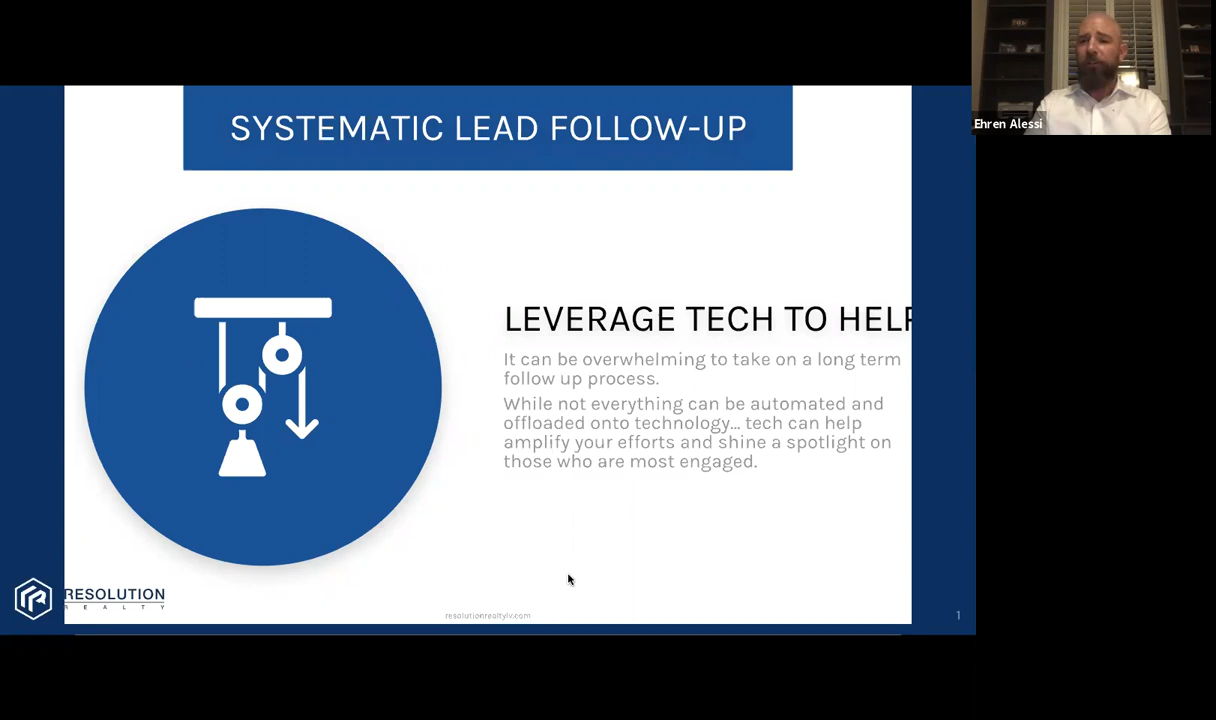 Ehren Alessi
SYSTEMATIC LEAD FOLLOW-UP
LEVERAGE TECH TO HELP
It can be overwhelming to take on a long term
follow up process.
While not everything can be automated and
offloaded onto technology... tech can help
amplify your efforts and shine a spotlight on
those who are most engaged.
RESOLUTION
REALTY
resolutionrealtylv.com
1